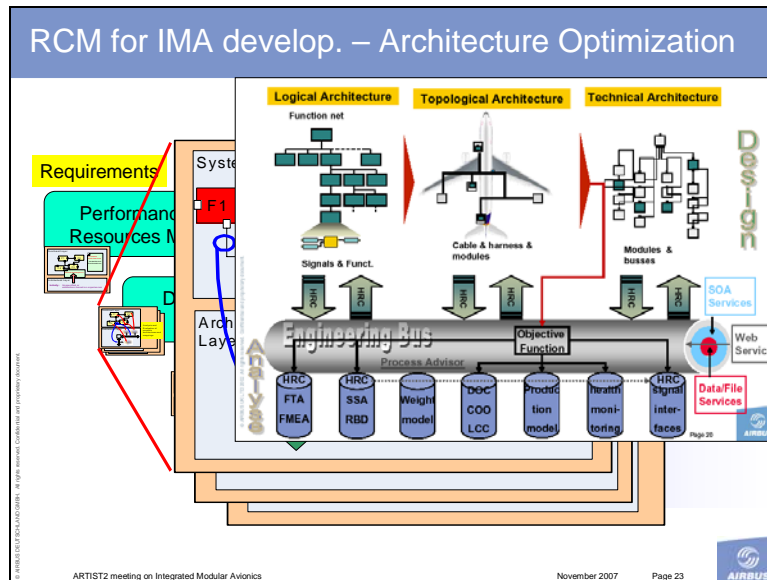 RCM for IMA develop. – Architecture Optimization
Logical Architecture
Topological Architecture
Technical Architecture
Function net
Design
Requirements
Syste
F1
Performanc
Resources M
D
Cable & harness &
modules
Modules &
busses
Signals & Funct.
HRC
HRC
HRC
HRC
HRC
HRC
SOA
Services
Arch
Laye
Engineering Bus
Objective
Function
Web
Servic
Process Advisor
Analyse
Data/File
Services
HRC
FTA
FMEA
HRC
SSA
RBD
Weight
model
DOC
COO
LCC
Produc
tion
model
health
moni-
toring
HRC
signal
inter-
faces
Page 20
AIRBUS
© AIRBUS DEUTSCHLAND GMBH. All rights reserved. Confidential and proprietary document.
ARTIST2 meeting on Integrated Modular Avionics
November 2007
Page 23
AIRBUS